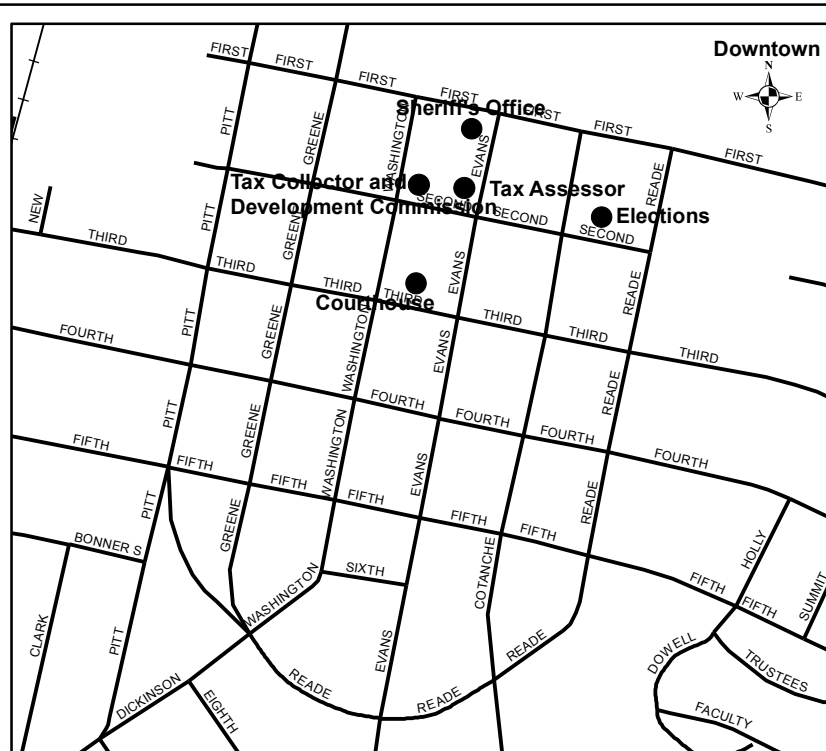 Downtown
N
W E
S
FIRST
FIRST
FIRST
FIRST
FIRST
FIRST
FIRST
Sheriff's Office
PITT
GREENE
WASHINGTON
EVANS
READE
Tax Collector and
Development Commission
Tax Assessor
Elections
SECOND
SECOND
SECOND
NEW
PITT
GREENE
EVANS
READE
THIRD
THIRD
THIRD
THIRD
THIRD
THIRD
THIRD
Courthouse
PITT
GREENE
WASHINGTON
EVANS
READE
FOURTH
FOURTH
FOURTH
FOURTH
FOURTH
PITT
GREENE
WASHINGTON
EVANS
READE
FIFTH
FIFTH
FIFTH
FIFTH
FIFTH
FIFTH
FIFTH
FIFTH
PITT
GREENE
BONNER S
CLARK
PITT
WASHINGTON
SIXTH
COTANCHE
HOLLY
SUMMIT
EVANS
DICKINSON
EIGHTH
READE
READE
READE
DOWELL
TRUSTEES
FACULTY